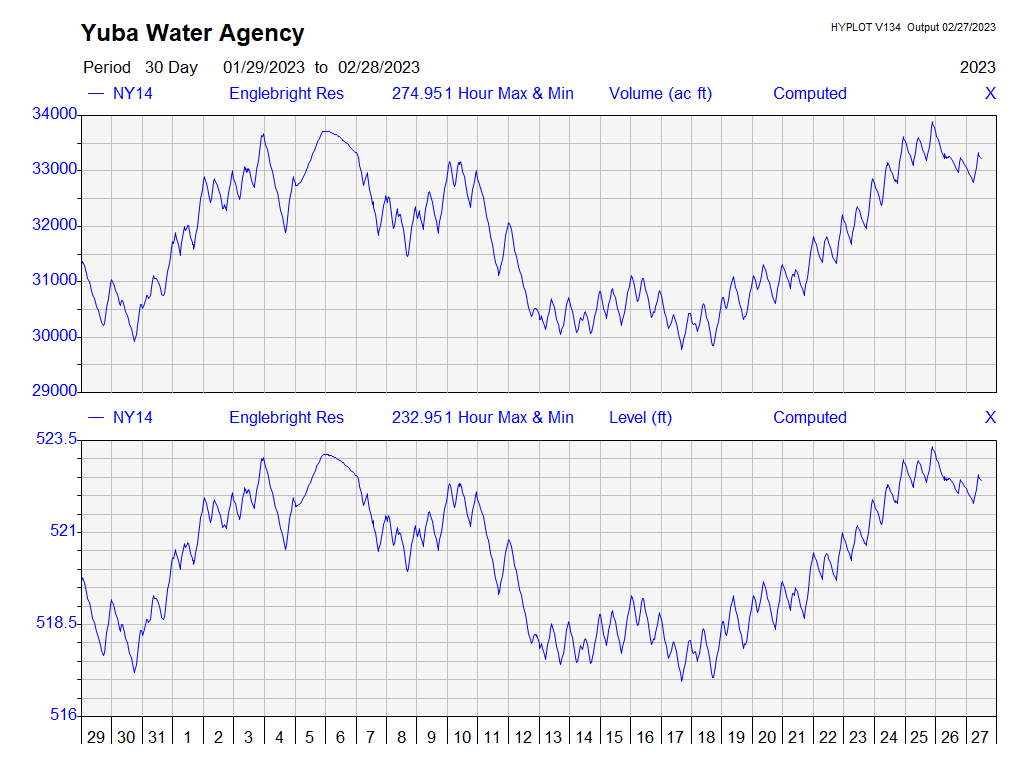 Yuba Water Agency
HYPLOT V134 Output 02/27/2023
Period 30 Day 01/29/2023 to 02/28/2023
2023
NY14 Englebright Res 274.951 Hour Max & Min Volume (ac ft) Computed X
34000
33000
32000
31000
30000
29000
NY14 Englebright Res 232.951 Hour Max & Min Level (ft) Computed X
523.5
521
518.5
516
29 30 31 1 2 3 4 5 6 7 8 9 10 11 12 13 14 15 16 17 18 19 20 21 22 23 24 25 26 27